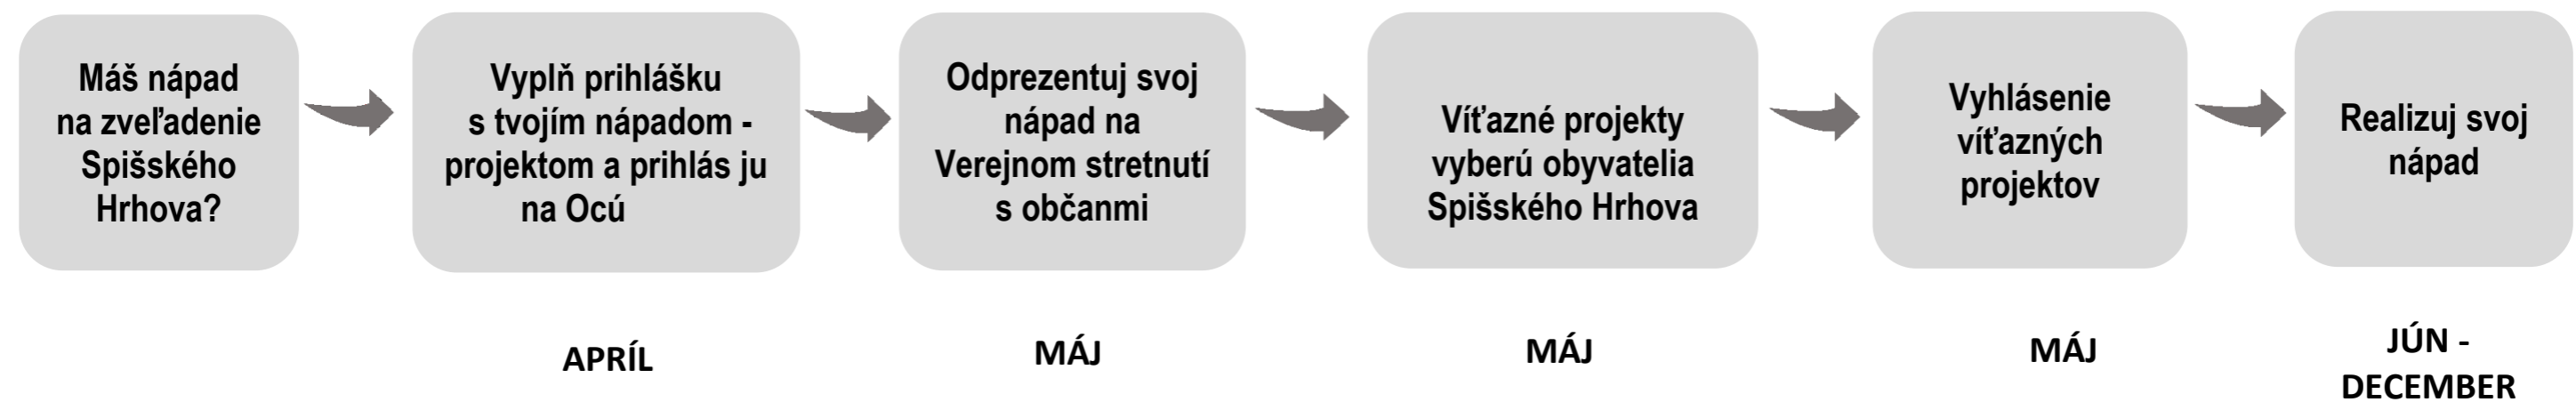 Máš nápad
na zveľadenie
Spišského
Hrhova?
Vyplň prihlášku
s tvojím nápadom -
projektom a prihlás ju
na Ocú
Odprezentuj svoj
nápad na
Verejnom stretnutí
s občanmi
Víťazné projekty
vyberú obyvatelia
Spišského Hrhova
Vyhlásenie
víťazných
projektov
Realizuj svoj
nápad
APRÍL
MÁJ
MÁJ
MÁJ
JÚN -
DECEMBER